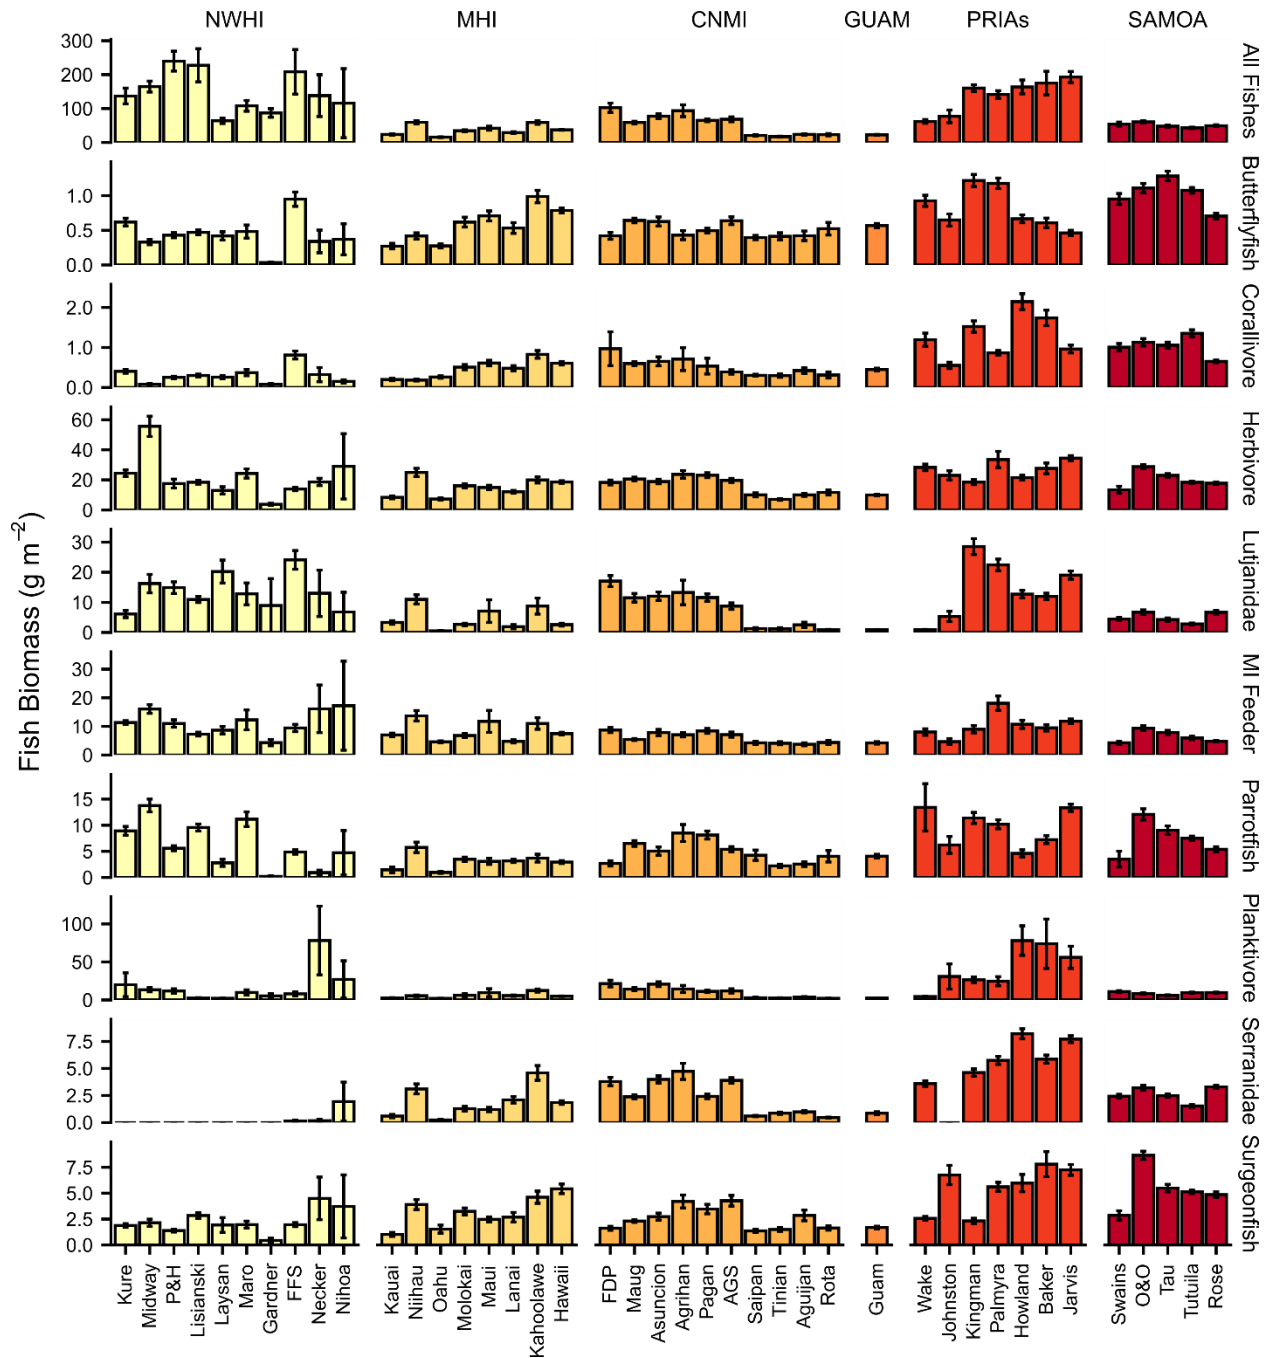 NWHI MHI CNMI GUAM PRIAs SAMOA
Fish Biomass (g m⁻²)
300
200
100
0
All Fishes
1.0
0.5
0.0
Butterflyfish
2.0
1.0
0.0
Corallivore
60
40
20
0
Herbivore
30
20
10
0
Lutjanidae
30
20
10
0
MI Feeder
15
10
5
0
Parrotfish
100
50
0
Planktivore
7.5
5.0
2.5
0.0
Serranidae
7.5
5.0
2.5
0.0
Surgeonfish
Kure
Midway
P&H
Lisianski
Laysan
Maro
Gardner
FFS
Necker
Nihoa
Kauai
Niihau
Oahu
Molokai
Maui
Lanai
Kahoolawe
Hawaii
FDP
Maug
Asuncion
Agrihan
Pagan
AGS
Saipan
Tinian
Aguijan
Rota
Guam
Wake
Johnston
Kingman
Palmyra
Howland
Baker
Jarvis
Swains
O&O
Tau
Tutuila
Rose